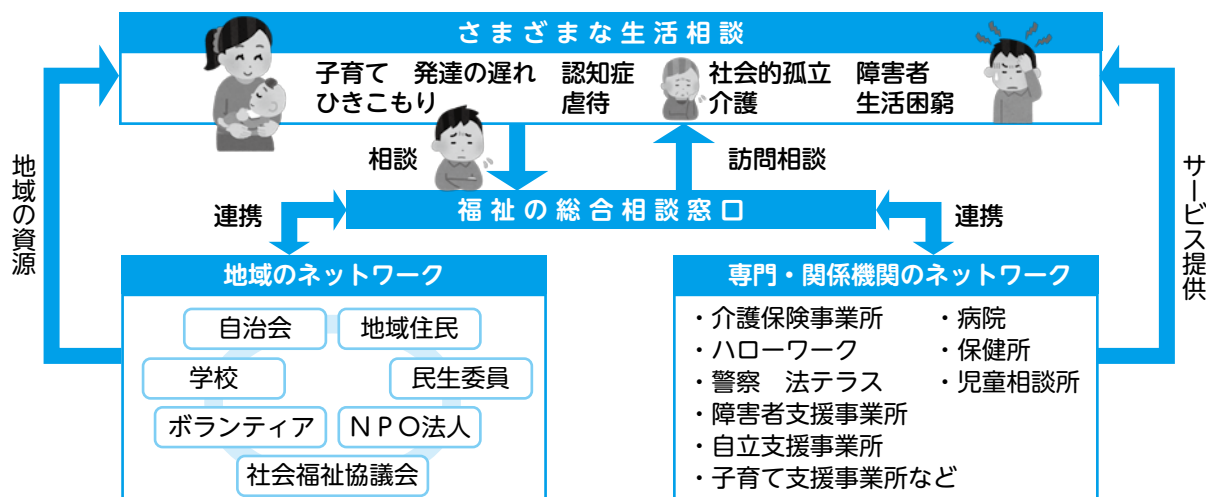 さまざまな生活相談
子育て　発達の遅れ　認知症　社会的孤立　障害者
ひきこもり　虐待　介護　生活困窮
相談
訪問相談
地域の資源
サービス提供
連携
福祉の総合相談窓口
連携
地域のネットワーク
自治会　地域住民
学校　民生委員
ボランティア　ＮＰＯ法人
社会福祉協議会
専門・関係機関のネットワーク
・介護保険事業所　・病院
・ハローワーク　・保健所
・警察　法テラス　・児童相談所
・障害者支援事業所
・自立支援事業所
・子育て支援事業所など